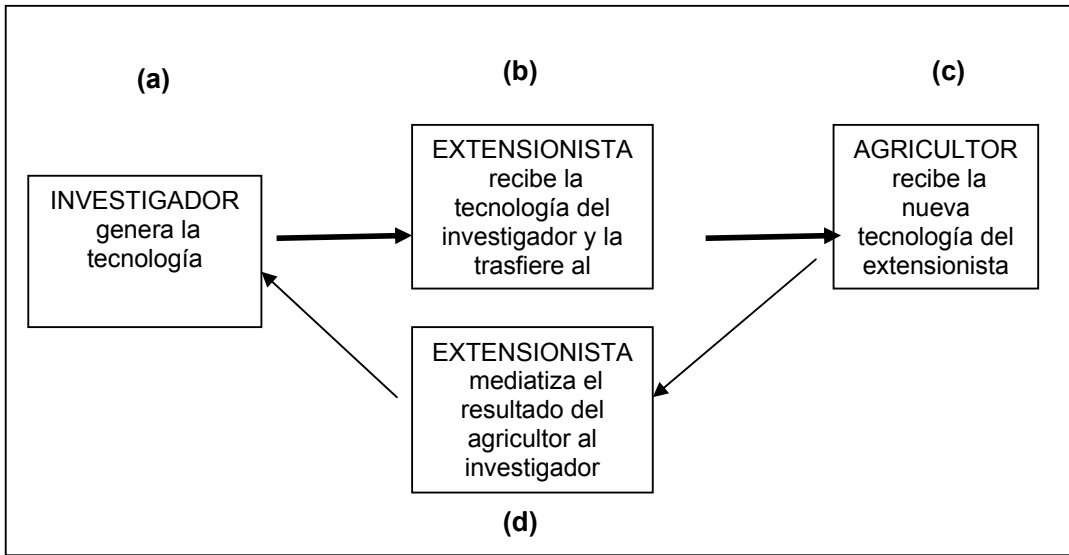 (a)
(b)
(c)
INVESTIGADOR
genera la
tecnología
EXTENSIONISTA
recibe la
tecnología del
investigador y la
trasfiere al
AGRICULTOR
recibe la
nueva
tecnología del
extensionista
EXTENSIONISTA
mediatiza el
resultado del
agricultor al
investigador
(d)